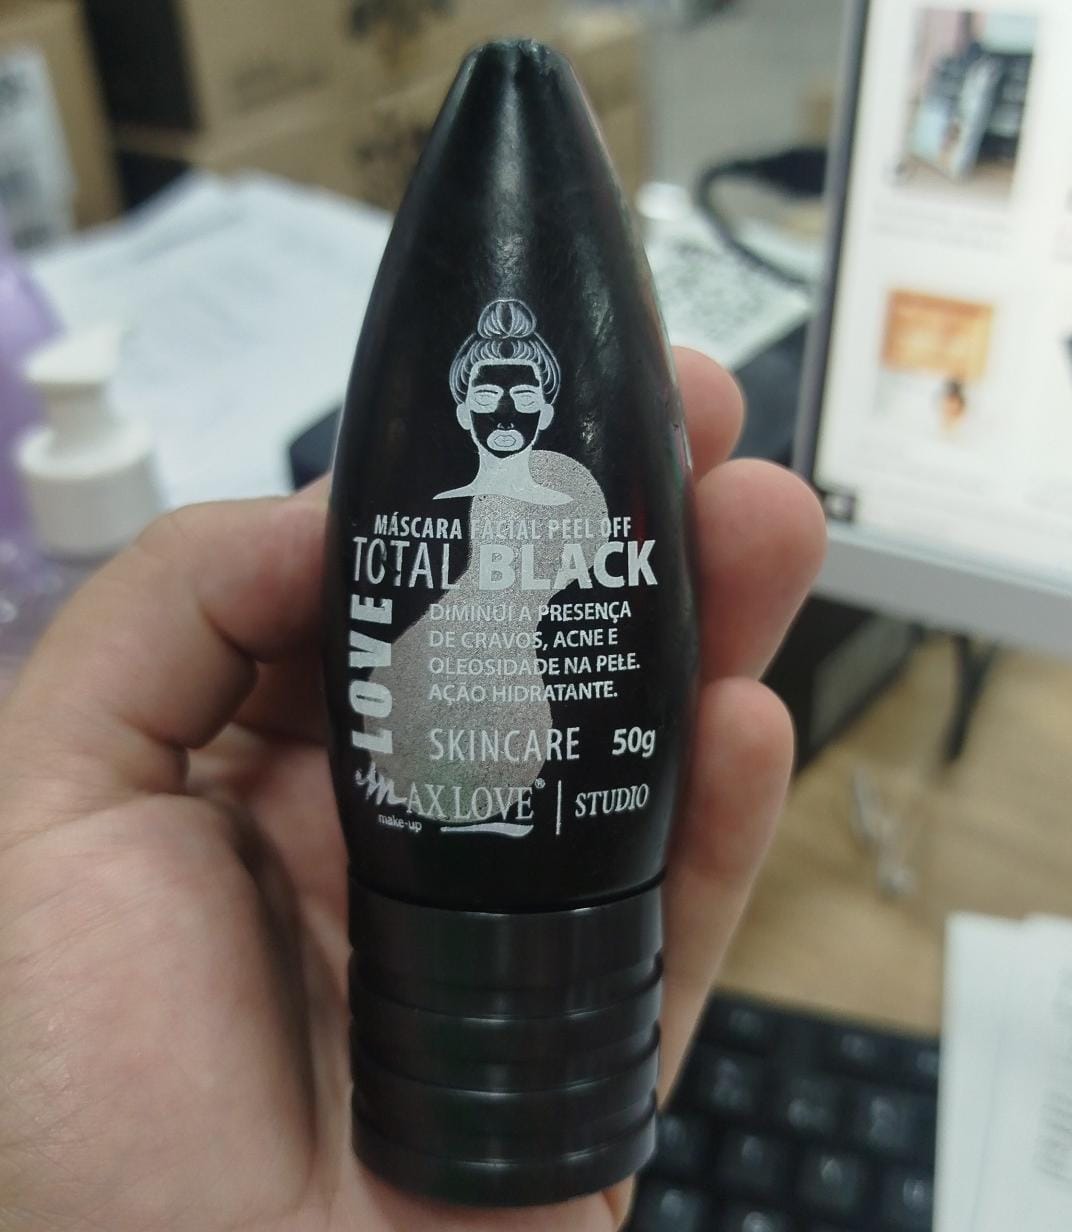 MÁSCARA FACIAL PEEL OFF
TOTAL BLACK
LOVE
DIMINUI A PRESENÇA
DE CRAVOS, ACNE E
OLEOSIDADE NA PELE.
AÇÃO HIDRATANTE.
SKINCARE 50g
MAX LOVE® | STUDIO
make-up